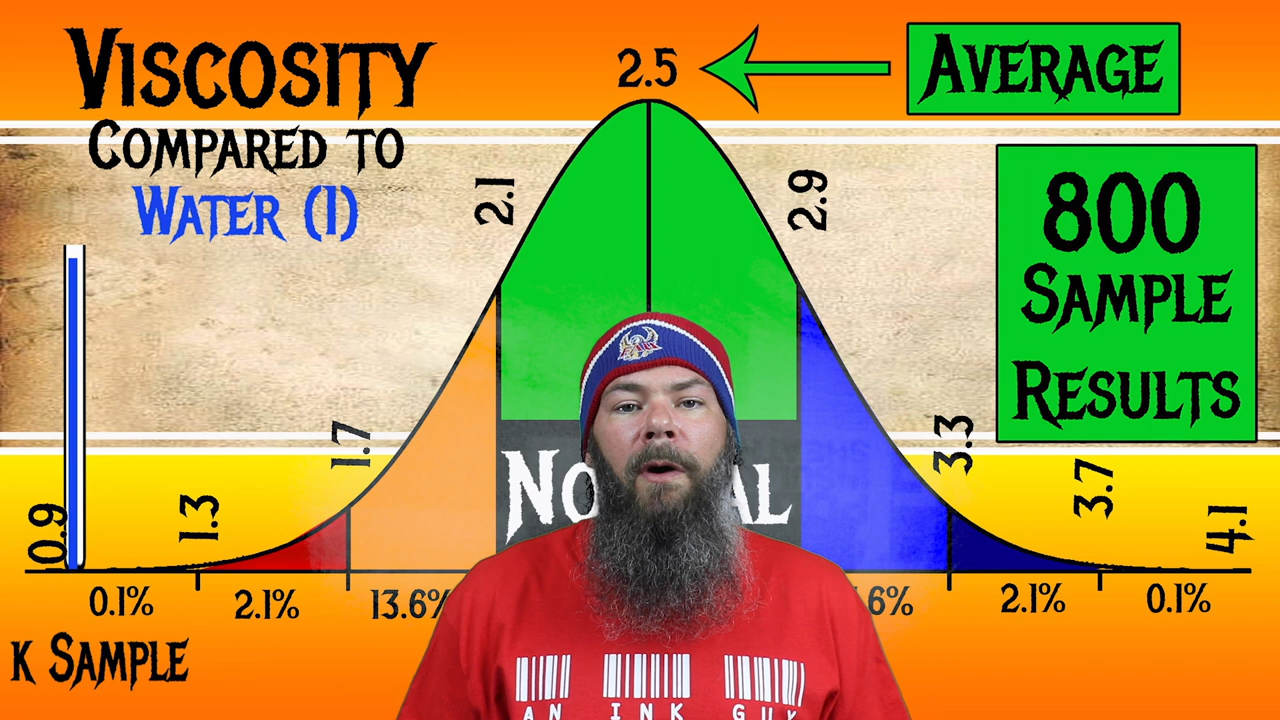 Viscosity
Compared to
Water (1)
2.5
Average
800
Sample
Results
2.1
2.9
1.7
3.3
1.3
3.7
0.9
4.1
0.1%
2.1%
13.6%
2.1%
0.1%
k Sample
AN INK GUY